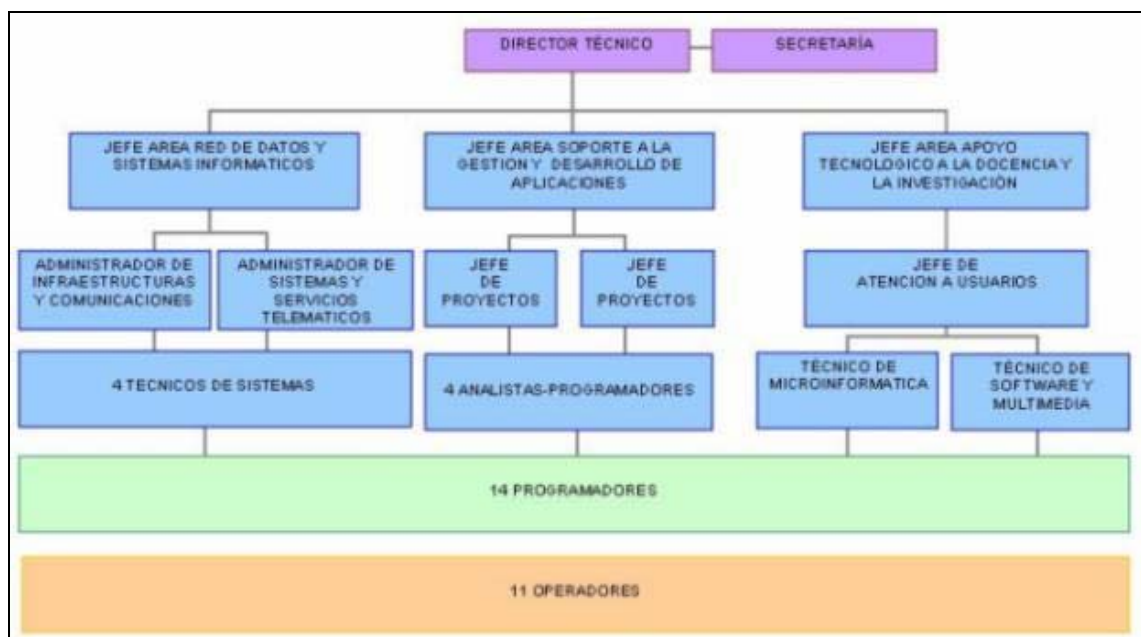 DIRECTOR TÉCNICO
SECRETARÍA
JEFE AREA RED DE DATOS Y
SISTEMAS INFORMATICOS
JEFE AREA SOPORTE A LA
GESTION Y DESARROLLO DE
APLICACIONES
JEFE AREA APOYO
TECNOLOGICO A LA DOCENCIA Y
LA INVESTIGACIÓN
ADMINISTRADOR DE
INFRAESTRUCTURAS
Y COMUNICACIONES
ADMINISTRADOR DE
SISTEMAS Y
SERVICIOS
TELEMATICOS
JEFE
DE
PROYECTOS
JEFE
DE
PROYECTOS
JEFE DE
ATENCION A USUARIOS
4 TECNICOS DE SISTEMAS
4 ANALISTAS-PROGRAMADORES
TÉCNICO DE
MICROINFORMATICA
TÉCNICO DE
SOFTWARE Y
MULTIMEDIA
14 PROGRAMADORES
11 OPERADORES